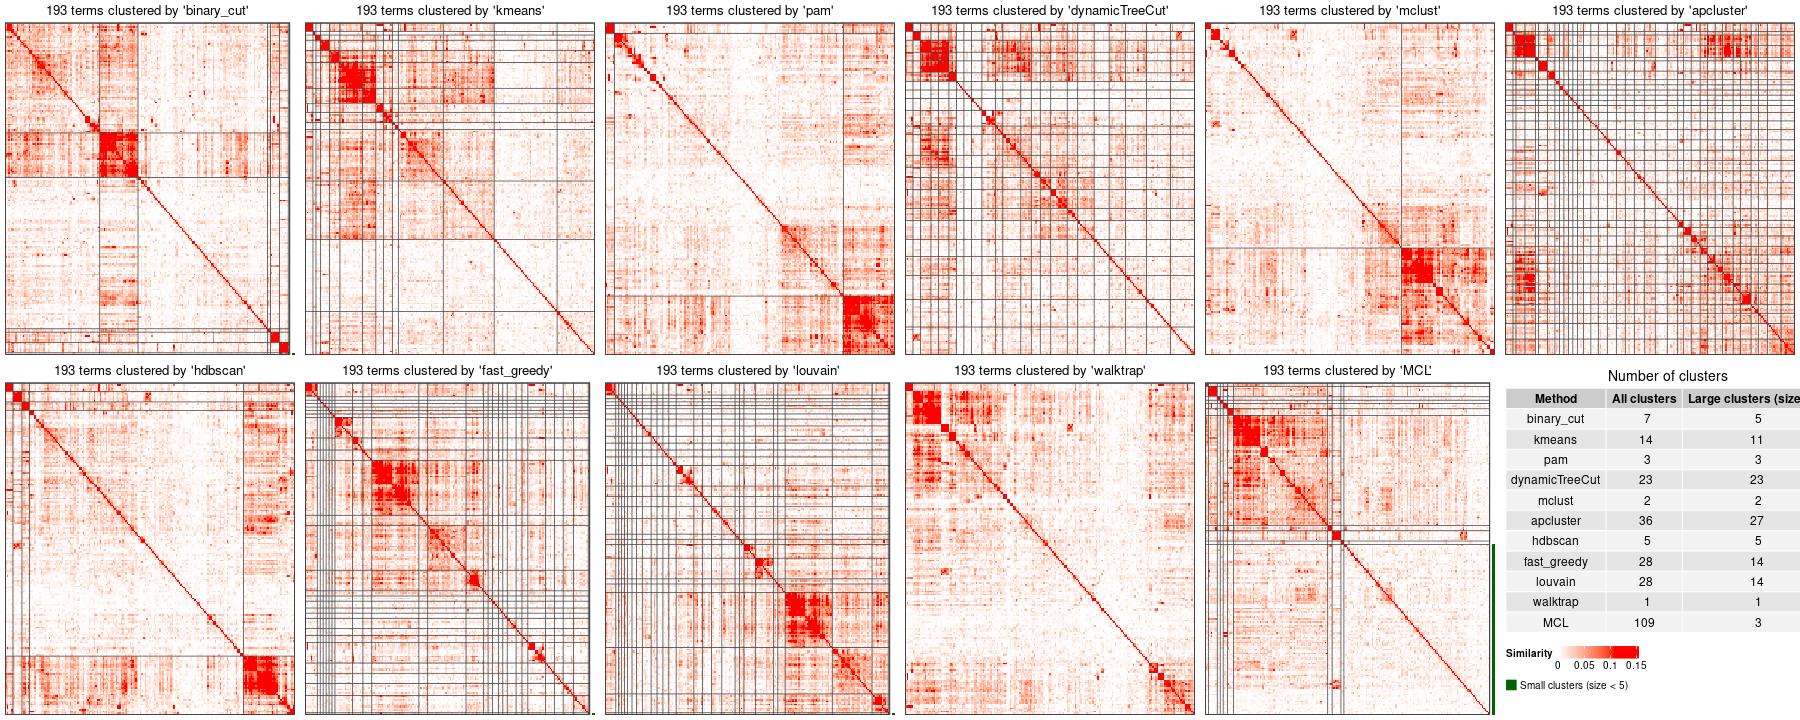 193 terms clustered by 'binary_cut'
193 terms clustered by 'kmeans'
193 terms clustered by 'pam'
193 terms clustered by 'dynamicTreeCut'
193 terms clustered by 'mclust'
193 terms clustered by 'apcluster'
193 terms clustered by 'hdbscan'
193 terms clustered by 'fast_greedy'
193 terms clustered by 'louvain'
193 terms clustered by 'walktrap'
193 terms clustered by 'MCL'
Number of clusters
Method All clusters Large clusters (size
binary_cut 7 5
kmeans 14 11
pam 3 3
dynamicTreeCut 23 23
mclust 2 2
apcluster 36 27
hdbscan 5 5
fast_greedy 28 14
louvain 28 14
walktrap 1 1
MCL 109 3
Similarity
0 0.05 0.1 0.15
Small clusters (size < 5)